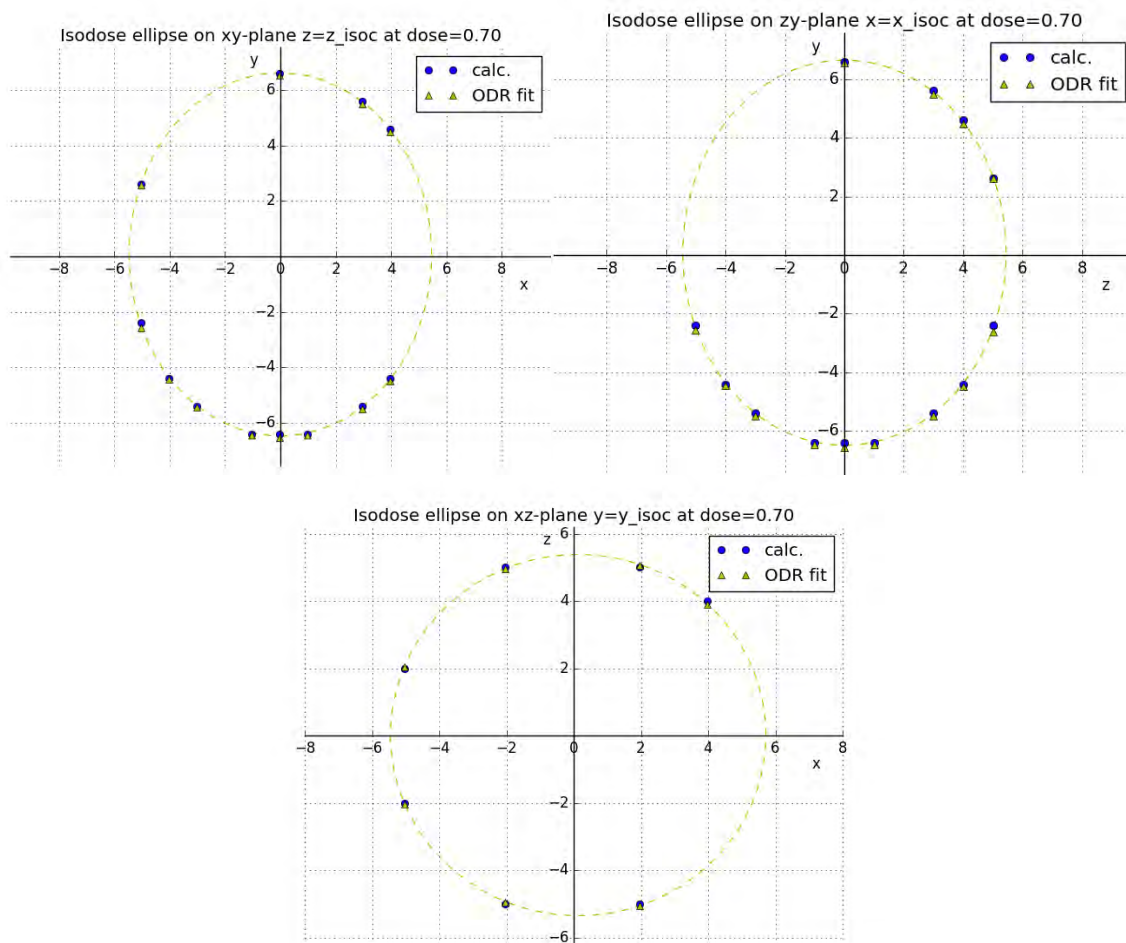 Isodose ellipse on xy-plane z=z_isoc at dose=0.70
y
calc.
ODR fit
6
4
2
−8 −6 −4 −2 0 2 4 6 8
x
−2
−4
−6
Isodose ellipse on zy-plane x=x_isoc at dose=0.70
y
calc.
ODR fit
6
4
2
−8 −6 −4 −2 0 2 4 6 8
z
−2
−4
−6
Isodose ellipse on xz-plane y=y_isoc at dose=0.70
6
z
calc.
ODR fit
4
2
−8 −6 −4 −2 0 2 4 6 8
x
−2
−4
−6